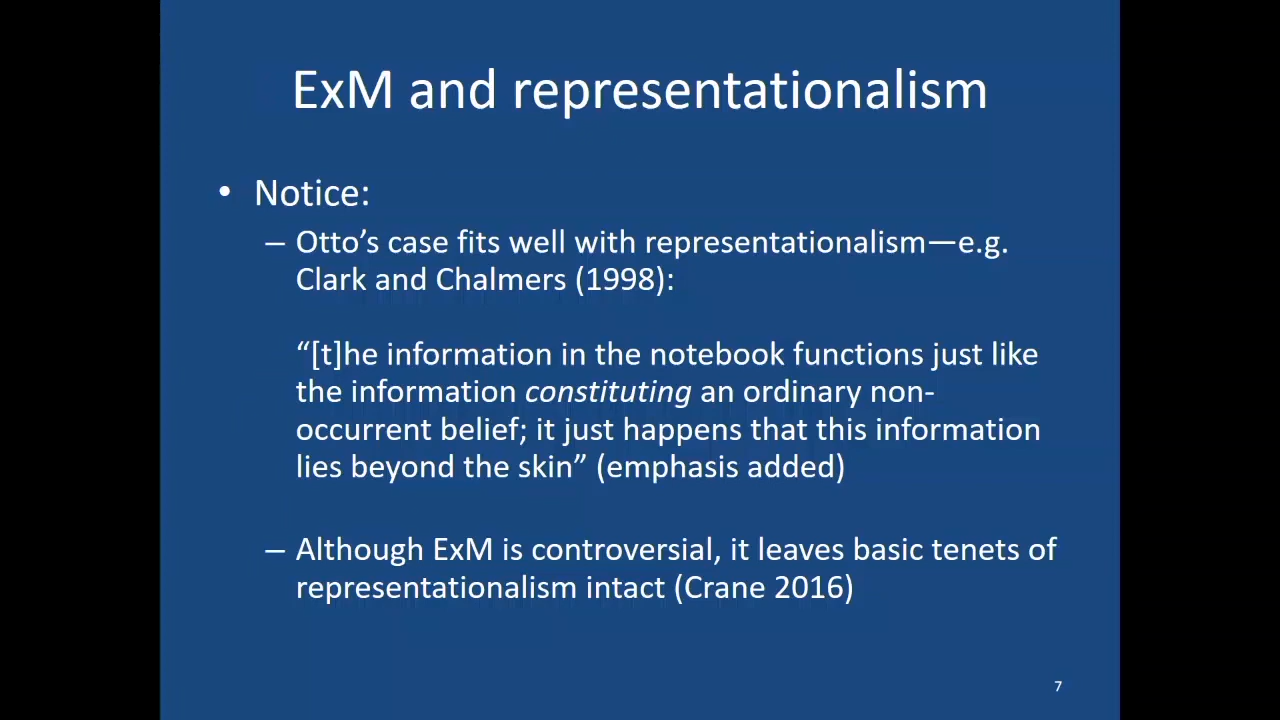 ExM and representationalism
• Notice:
– Otto’s case fits well with representationalism—e.g.
Clark and Chalmers (1998):
“[t]he information in the notebook functions just like
the information constituting an ordinary non-
occurrent belief; it just happens that this information
lies beyond the skin” (emphasis added)
– Although ExM is controversial, it leaves basic tenets of
representationalism intact (Crane 2016)
7